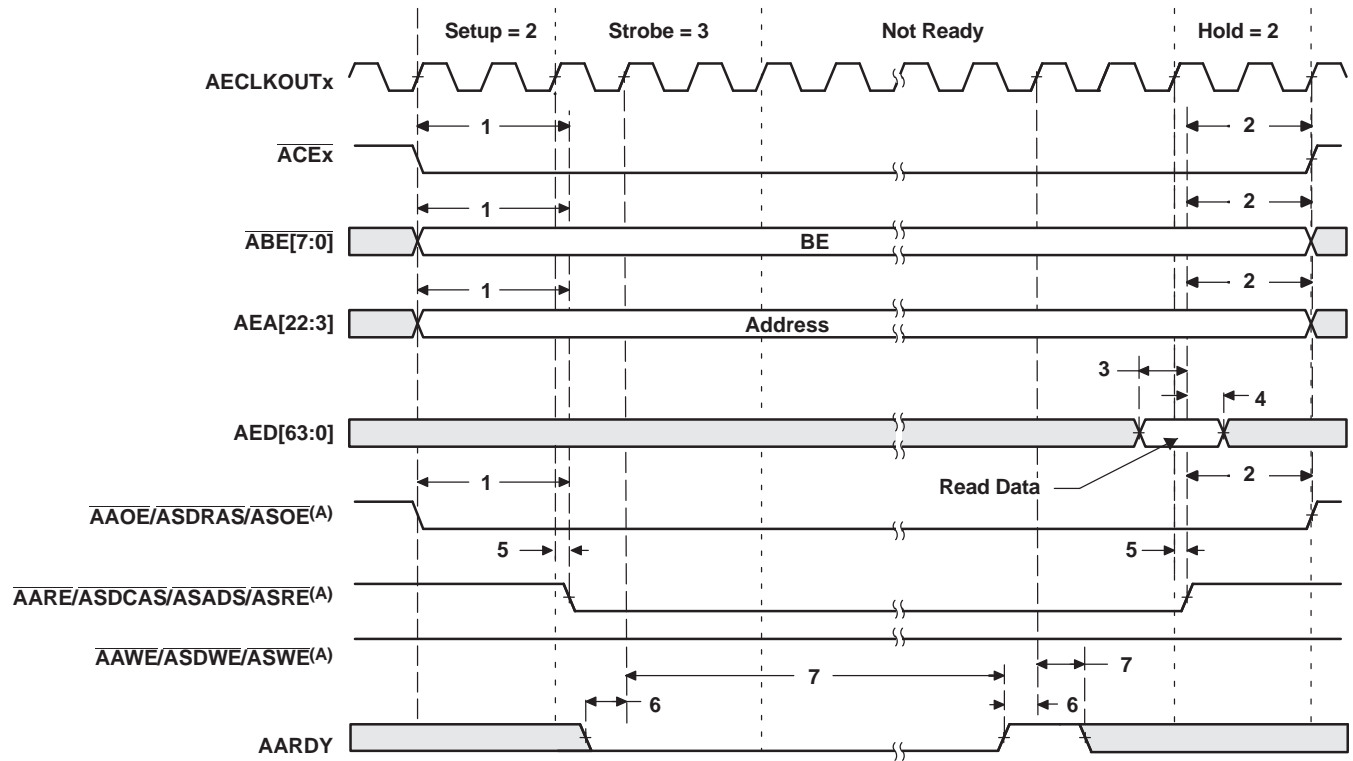 Setup = 2 Strobe = 3 Not Ready Hold = 2
AECLKOUTx
1 2
ACEx
1 2
ABE[7:0] BE
1 2
AEA[22:3] Address
3
4
AED[63:0]
1 Read Data 2
AAOE/ASDRAS/ASOE(A)
5 5
AARE/ASDCAS/ASADS/ASRE(A)
AAWE/ASDWE/ASWE(A)
7 7
6 6
AARDY